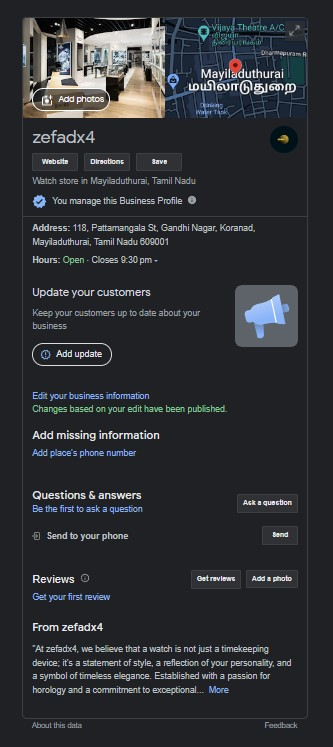 Vijaya Theatre A/C
Dharmapuram R
Mayiladuthurai
மயிலாடுதுறை
Drinking
Water Tank
Add photos
zefadx4
Website
Directions
Save
Watch store in Mayiladuthurai, Tamil Nadu
You manage this Business Profile
Address: 118, Pattamangala St, Gandhi Nagar, Koranad,
Mayiladuthurai, Tamil Nadu 609001
Hours: Open · Closes 9:30 pm
Update your customers
Keep your customers up to date about your
business
Add update
Edit your business information
Changes based on your edit have been published.
Add missing information
Add place's phone number
Questions & answers
Be the first to ask a question
Ask a question
Send to your phone
Send
Reviews
Get reviews
Add a photo
Get your first review
From zefadx4
"At zefadx4, we believe that a watch is not just a timekeeping
device; it's a statement of style, a reflection of your personality, and
a symbol of timeless elegance. Established with a passion for
horology and a commitment to exceptional... More
About this data
Feedback